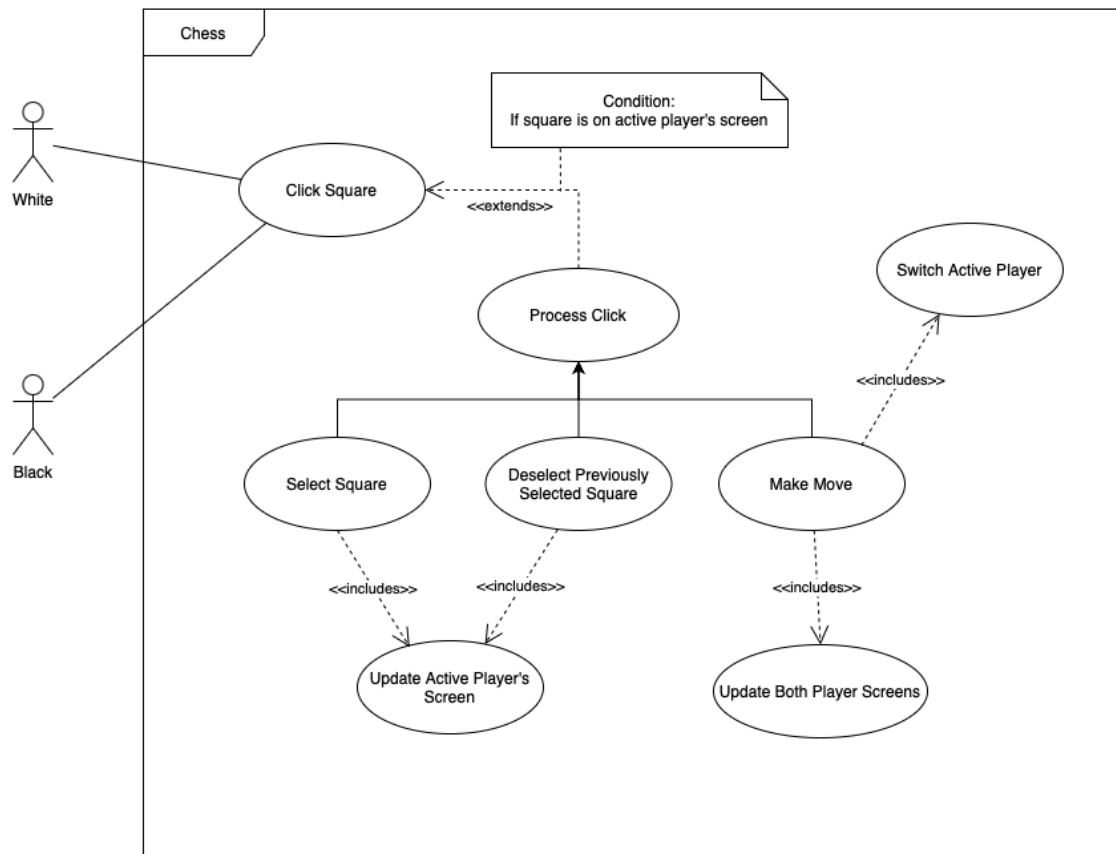 Chess
Condition:
If square is on active player's screen
White
Click Square
<<extends>>
Switch Active Player
Process Click
<<includes>>
Black
Select Square
Deselect Previously
Selected Square
Make Move
<<includes>>
<<includes>>
<<includes>>
Update Active Player's
Screen
Update Both Player Screens